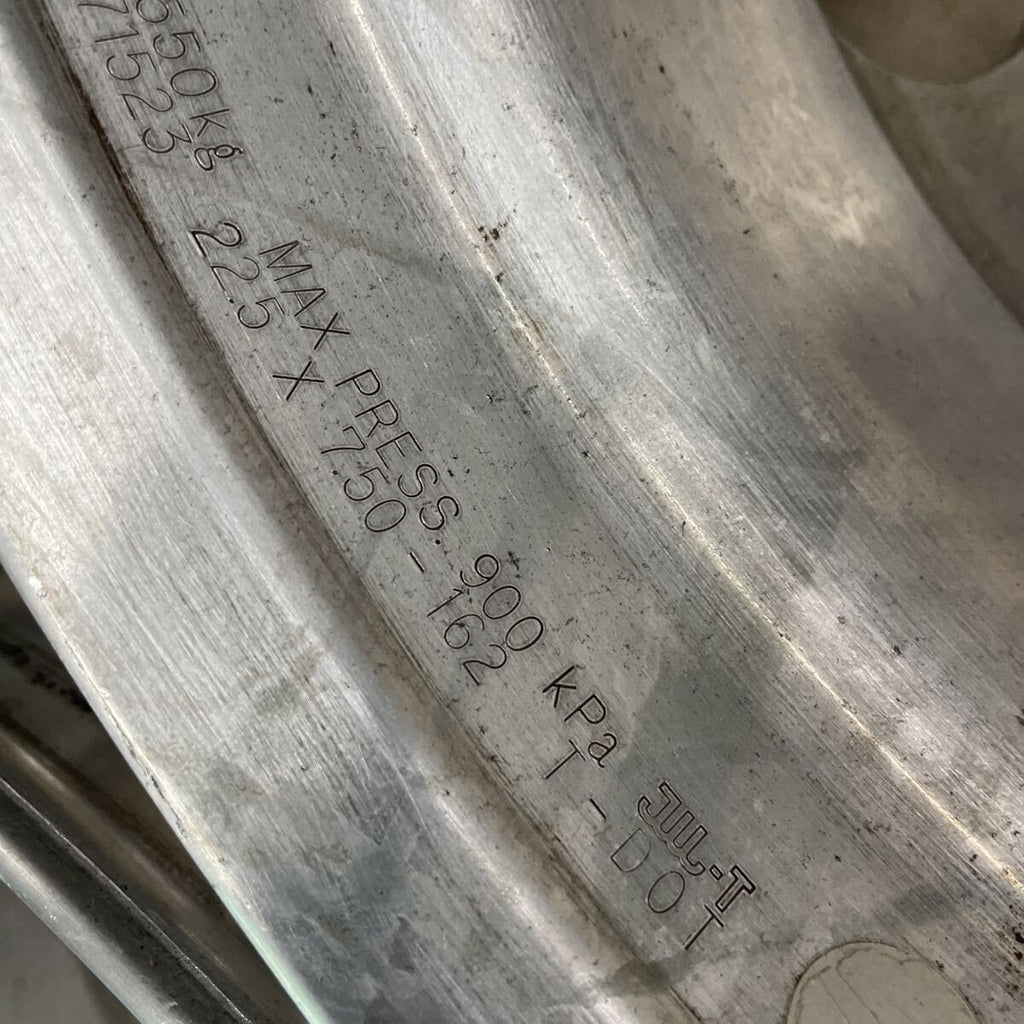 550kg MAX PRESS. 900 kPa JWL-T
71523 22.5 X 7.50-162 T-DOT